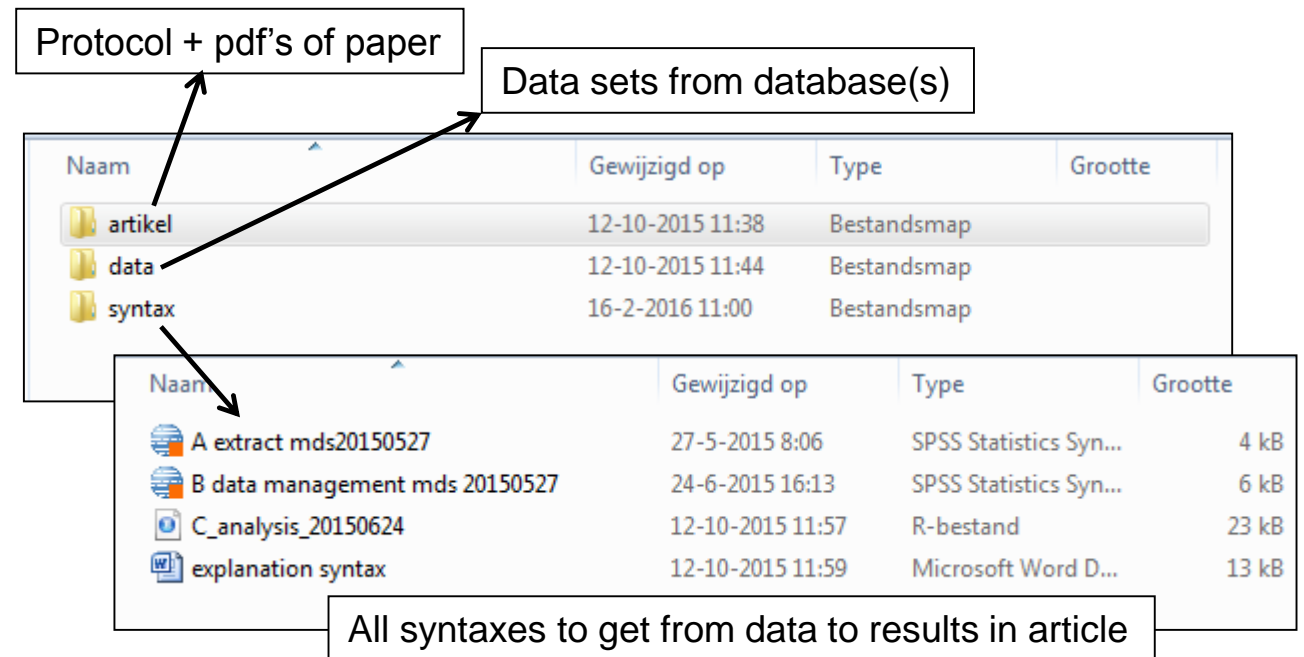 Protocol + pdf's of paper
Data sets from database(s)
Naam Gewijzigd op Type Grootte
artikel 12-10-2015 11:38 Bestandsmap
data 12-10-2015 11:44 Bestandsmap
syntax 16-2-2016 11:00 Bestandsmap
Naam Gewijzigd op Type Grootte
A extract mds20150527 27-5-2015 8:06 SPSS Statistics Syn... 4 kB
B data management mds 20150527 24-6-2015 16:13 SPSS Statistics Syn... 6 kB
C_analysis_20150624 12-10-2015 11:57 R-bestand 23 kB
explanation syntax 12-10-2015 11:59 Microsoft Word D... 13 kB
All syntaxes to get from data to results in article